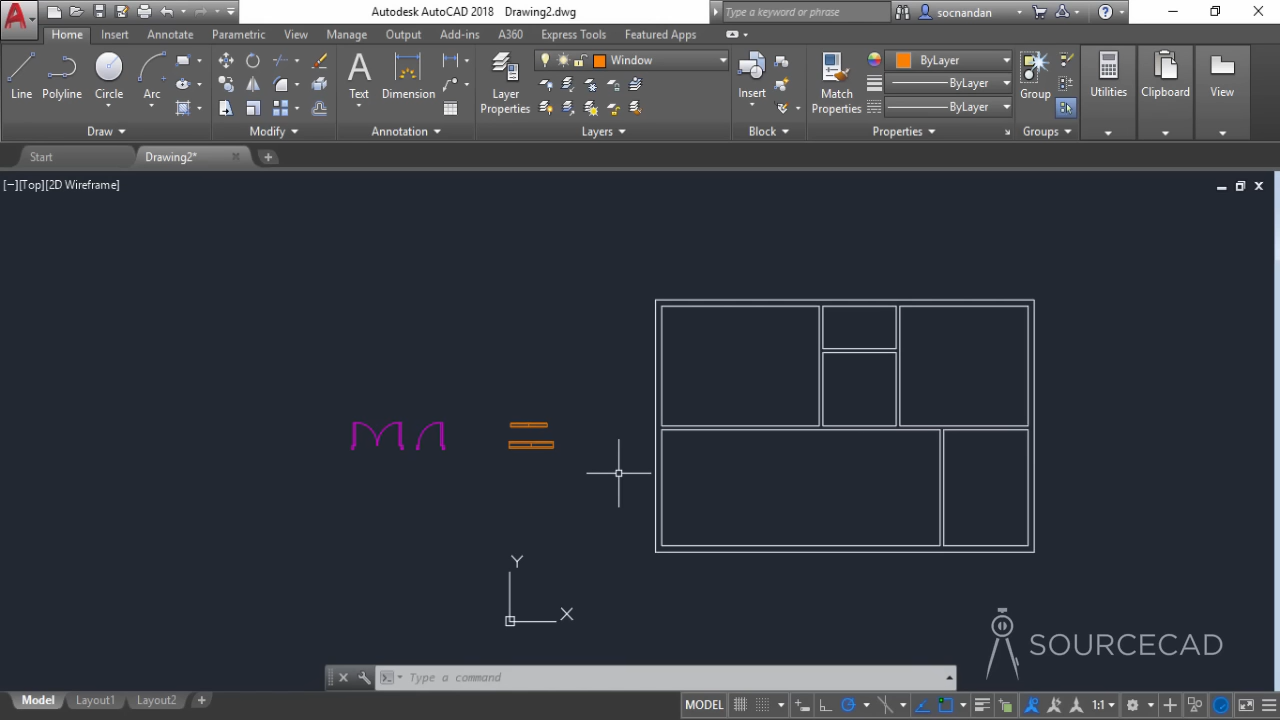 Autodesk AutoCAD 2018 Drawing2.dwg
Type a keyword or phrase
socnandan
Home Insert Annotate Parametric View Manage Output Add-ins A360 Express Tools Featured Apps
Window
ByLayer
ByLayer
ByLayer
Line Polyline Circle Arc
Text Dimension
Layer Properties
Insert
Match Properties
Group
Utilities
Clipboard
View
Draw Modify Annotation Layers Block Properties Groups
Start Drawing2*
[−][Top][2D Wireframe]
Y
X
SOURCECAD
Type a command
Model Layout1 Layout2
MODEL
1:1